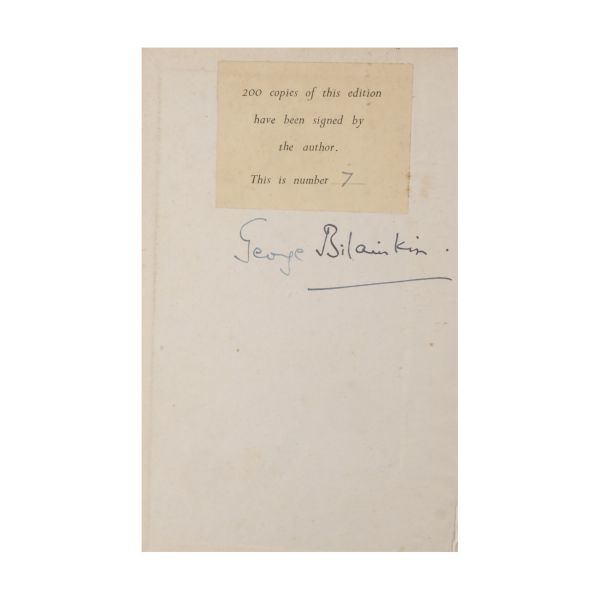 200 copies of this edition
have been signed by
the author.
This is number 7
George Bilainkin.